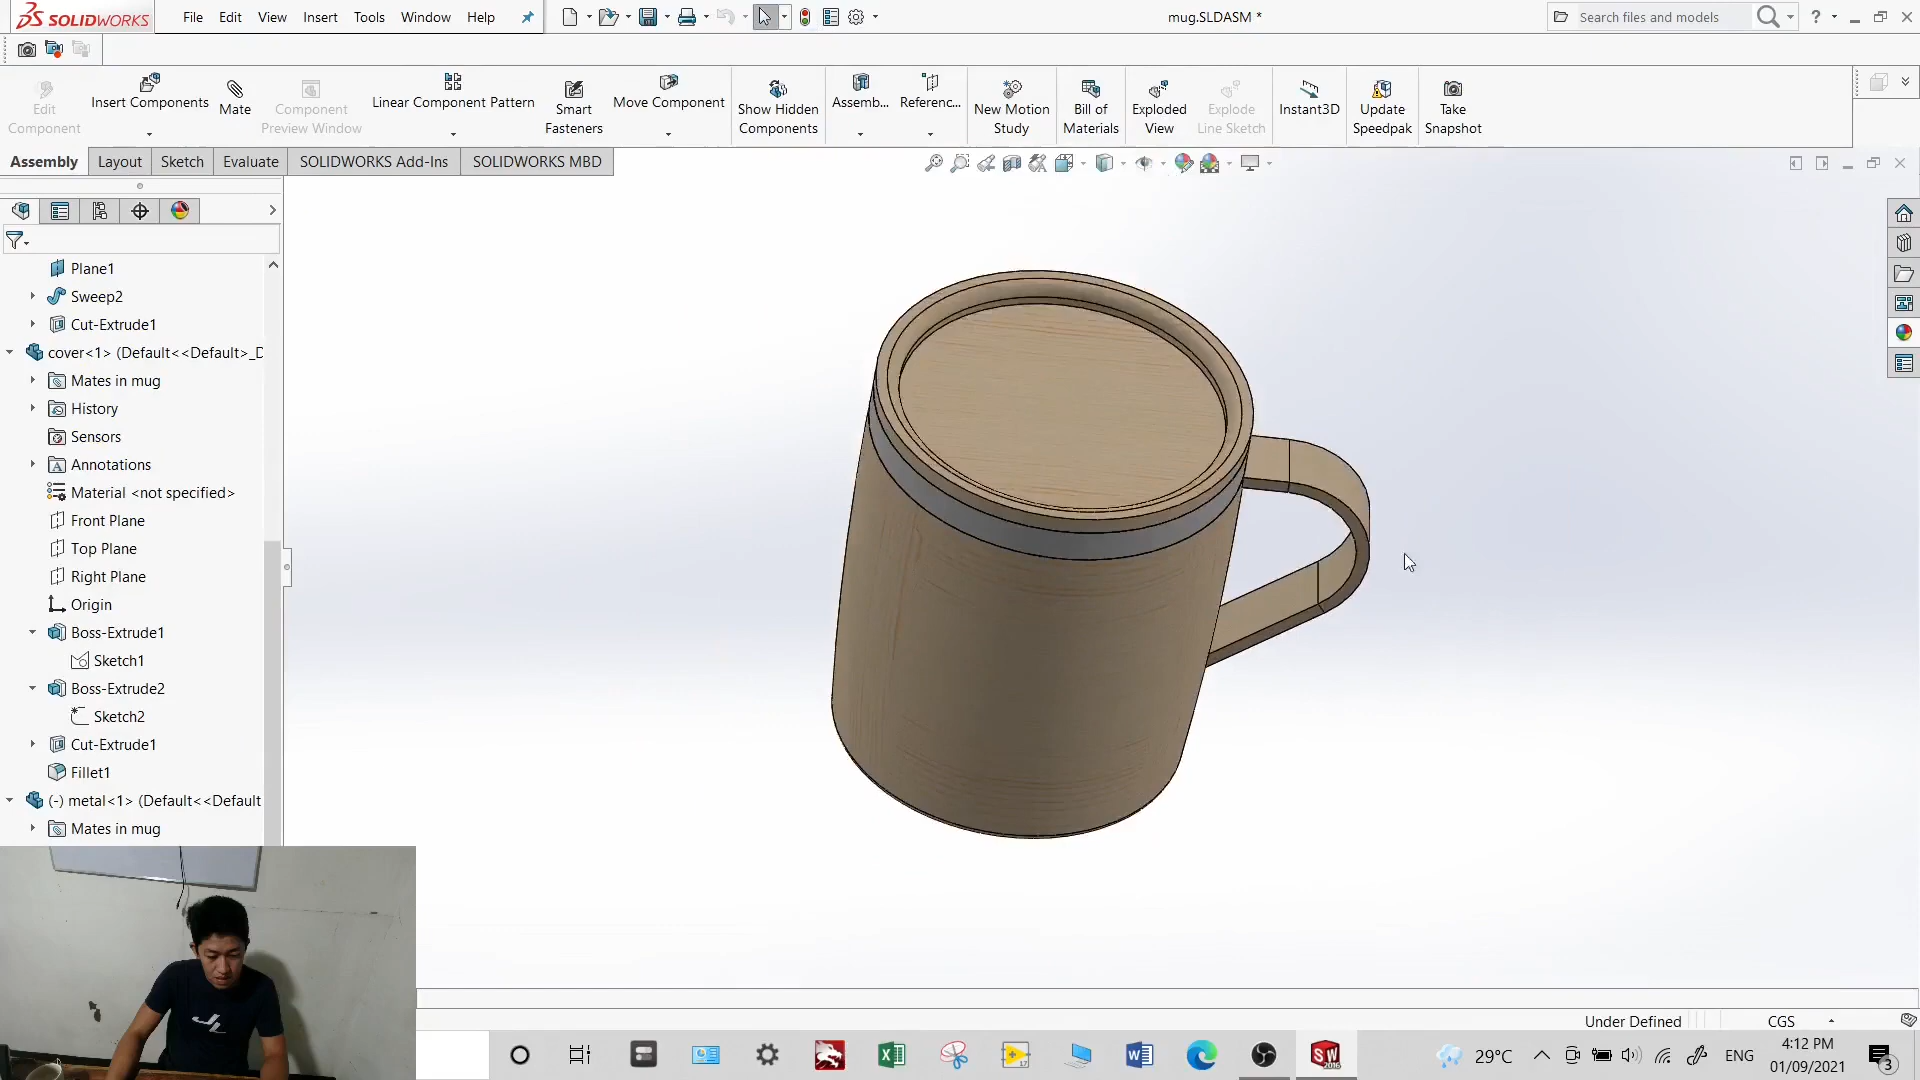 SOLIDWORKS File Edit View Insert Tools Window Help mug.SLDASM * Search files and models ?
Edit Component Insert Components Mate Component Preview Window Linear Component Pattern Smart Fasteners Move Component Show Hidden Components Assemb... Referenc... New Motion Study Bill of Materials Exploded View Explode Line Sketch Instant3D Update Speedpak Take Snapshot
Assembly Layout Sketch Evaluate SOLIDWORKS Add-Ins SOLIDWORKS MBD
Plane1
Sweep2
Cut-Extrude1
cover<1> (Default<<Default>_D
Mates in mug
History
Sensors
Annotations
Material <not specified>
Front Plane
Top Plane
Right Plane
Origin
Boss-Extrude1
Sketch1
Boss-Extrude2
Sketch2
Cut-Extrude1
Fillet1
(-) metal<1> (Default<<Default
Mates in mug
Under Defined CGS
29°C ENG 4:12 PM
01/09/2021 3